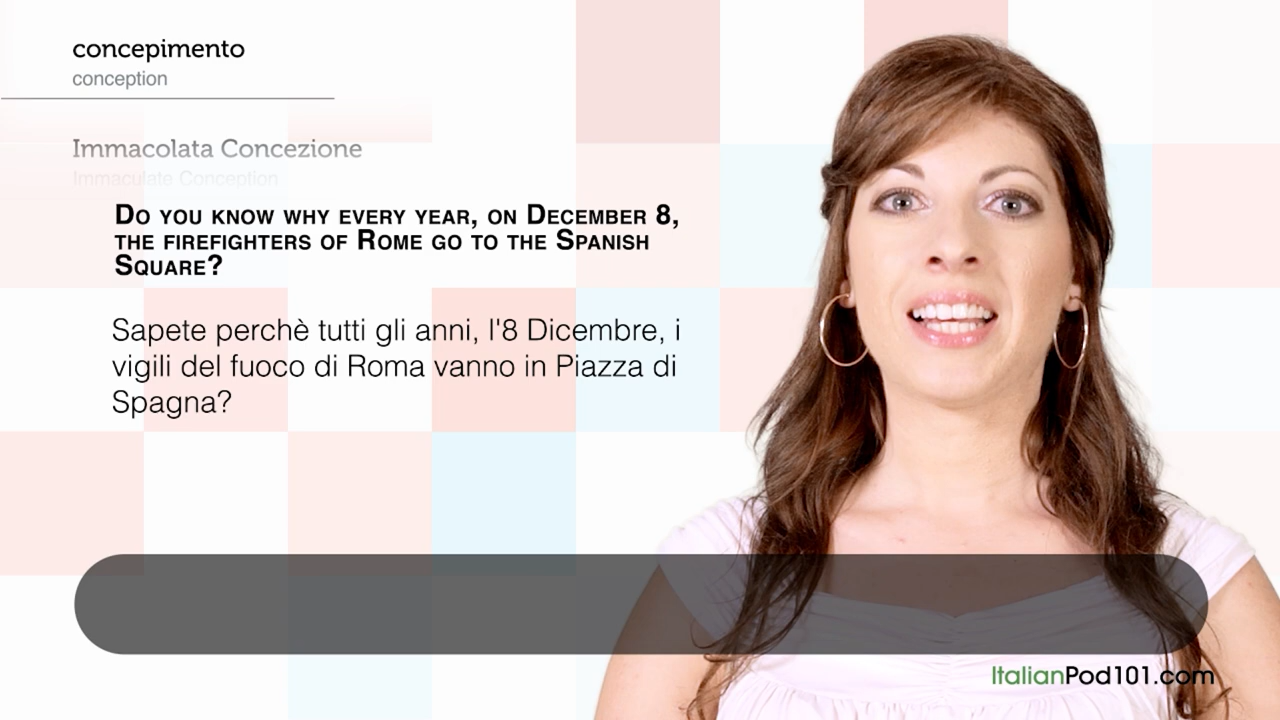 concepimento
conception
Immacolata Concezione
Immaculate Conception
Do you know why every year, on December 8,
the firefighters of Rome go to the Spanish
Square?
Sapete perchè tutti gli anni, l'8 Dicembre, i
vigili del fuoco di Roma vanno in Piazza di
Spagna?
ItalianPod101.com